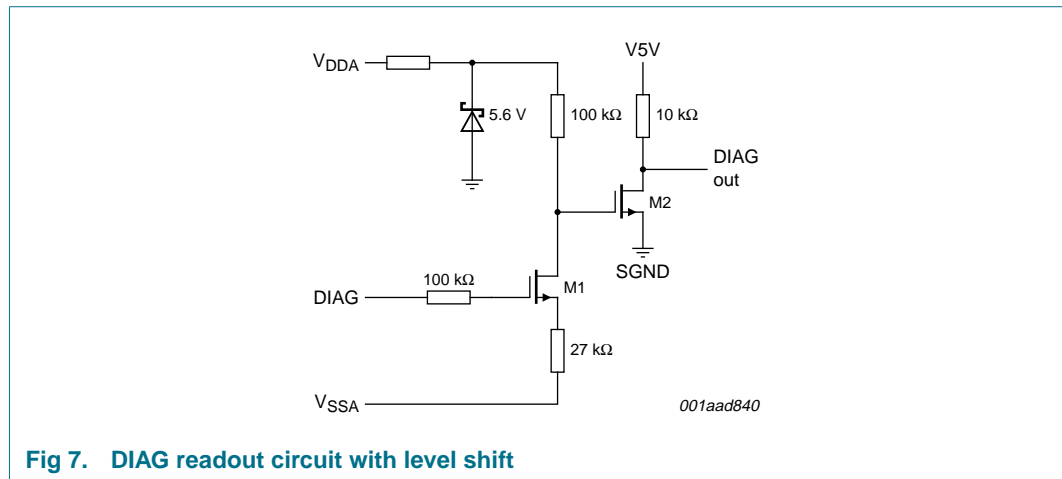 V5V
VDDA
5.6 V
100 kΩ
10 kΩ
DIAG
out
M2
SGND
100 kΩ
DIAG
M1
27 kΩ
VSSA
001aad840
Fig 7. DIAG readout circuit with level shift